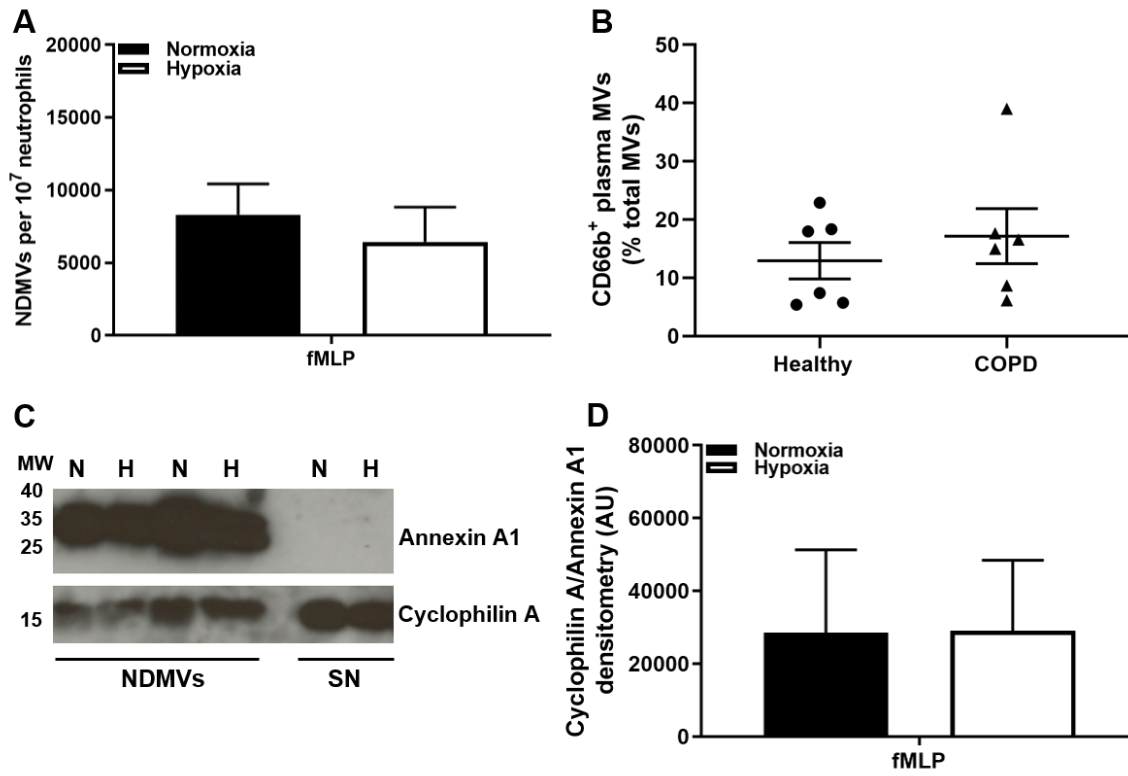 A
NDMVs per 10⁷ neutrophils
20000
15000
10000
5000
0
Normoxia
Hypoxia
fMLP
B
CD66b⁺ plasma MVs
(% total MVs)
50
40
30
20
10
0
Healthy
COPD
C
MW
N H N H N H
40
35
25
Annexin A1
15
Cyclophilin A
NDMVs
SN
D
Cyclophilin A/Annexin A1
densitometry (AU)
80000
60000
40000
20000
0
Normoxia
Hypoxia
fMLP